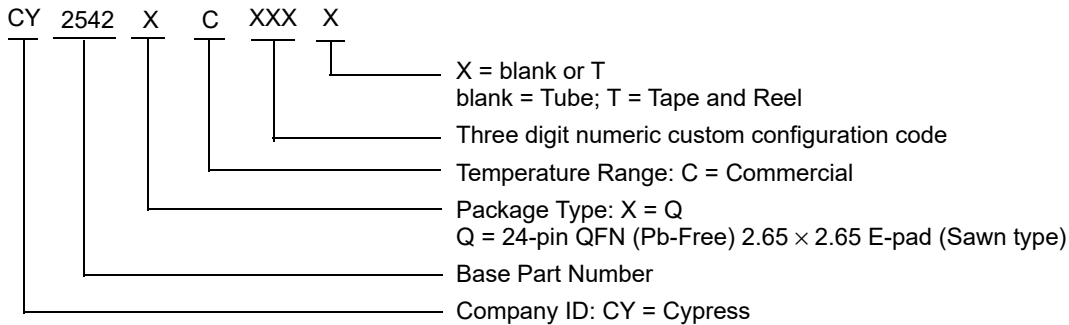 CY 2542 X C XXX X
X = blank or T
blank = Tube; T = Tape and Reel
Three digit numeric custom configuration code
Temperature Range: C = Commercial
Package Type: X = Q
Q = 24-pin QFN (Pb-Free) 2.65 × 2.65 E-pad (Sawn type)
Base Part Number
Company ID: CY = Cypress